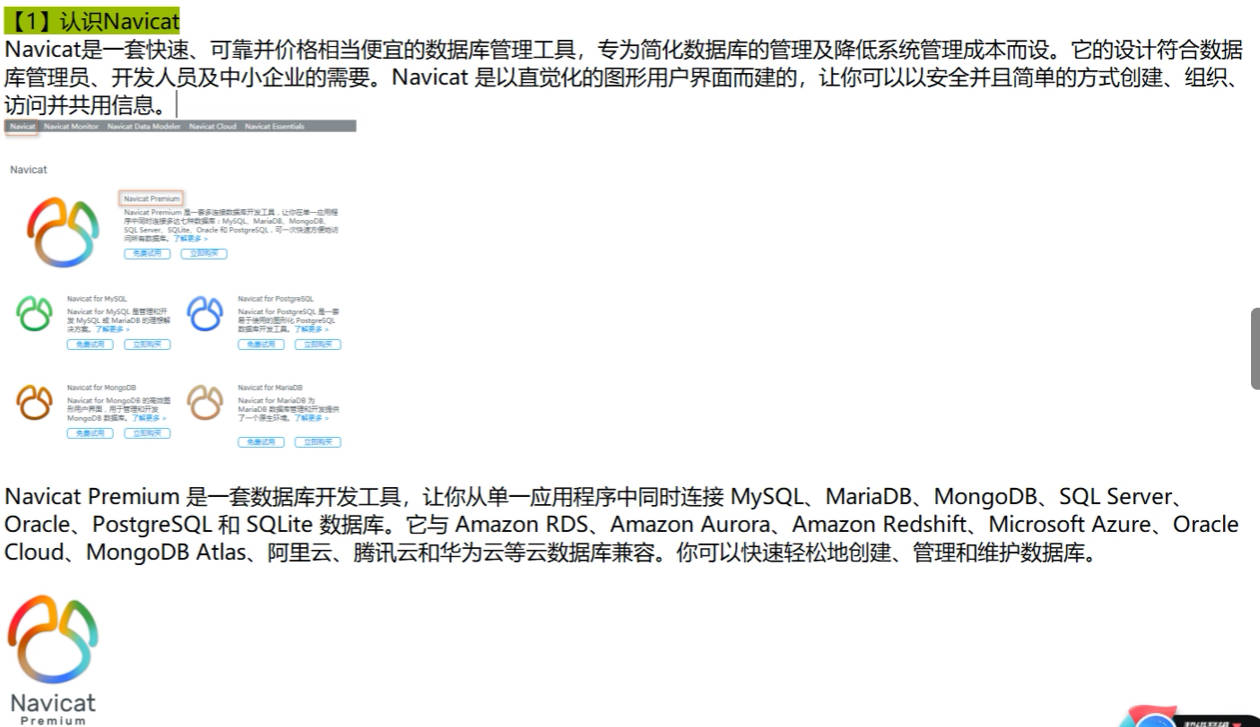 【1】认识Navicat
Navicat是一套快速、可靠并价格相当便宜的数据库管理工具，专为简化数据库的管理及降低系统管理成本而设。它的设计符合数据
库管理员、开发人员及中小企业的需要。Navicat 是以直觉化的图形用户界面而建的，让你可以以安全并且简单的方式创建、组织、
访问并共用信息。
Navicat Navicat Monitor Navicat Data Modeler Navicat Cloud Navicat Essentials
Navicat
Navicat Premium
Navicat Premium 是一套多连接数据库开发工具，让你在单一应用程
序中同时连接多达七种数据库：MySQL、MariaDB、MongoDB、
SQL Server、SQLite、Oracle 和 PostgreSQL，可一次快速方便地访
问所有数据库。了解更多 >
免费试用 立即购买
Navicat for MySQL
Navicat for MySQL 是管理和开
发 MySQL 或 MariaDB 的理想解
决方案。了解更多 >
免费试用 立即购买
Navicat for PostgreSQL
Navicat for PostgreSQL 是一套
易于使用的图形化 PostgreSQL
数据库开发工具。了解更多 >
免费试用 立即购买
Navicat for MongoDB
Navicat for MongoDB 的高效图
形用户界面，用于管理和开发
MongoDB 数据库。了解更多 >
免费试用 立即购买
Navicat for MariaDB
Navicat for MariaDB 为
MariaDB 数据库管理和开发提供
了一个原生环境。了解更多 >
免费试用 立即购买
Navicat Premium 是一套数据库开发工具，让你从单一应用程序中同时连接 MySQL、MariaDB、MongoDB、SQL Server、
Oracle、PostgreSQL 和 SQLite 数据库。它与 Amazon RDS、Amazon Aurora、Amazon Redshift、Microsoft Azure、Oracle
Cloud、MongoDB Atlas、阿里云、腾讯云和华为云等云数据库兼容。你可以快速轻松地创建、管理和维护数据库。
Navicat
Premium